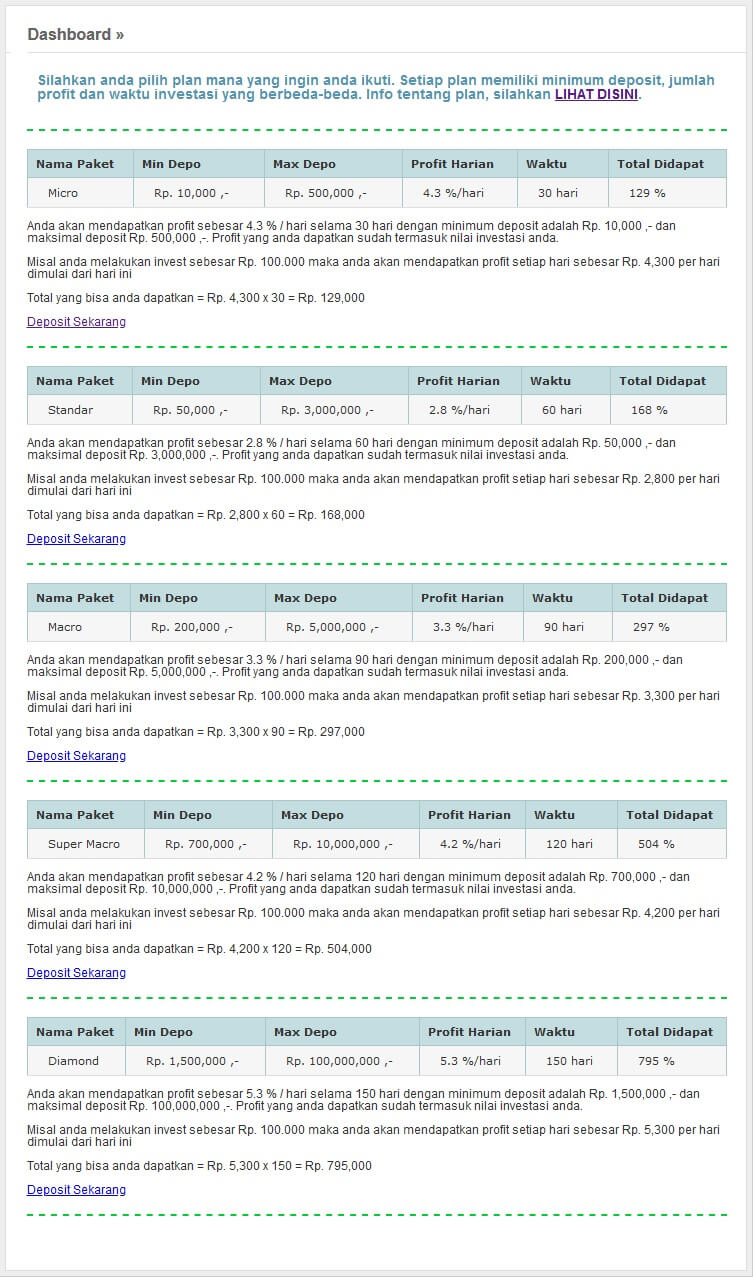 Dashboard »
Silahkan anda pilih plan mana yang ingin anda ikuti. Setiap plan memiliki minimum deposit, jumlah
profit dan waktu investasi yang berbeda-beda. Info tentang plan, silahkan LIHAT DISINI.
Nama Paket Min Depo Max Depo Profit Harian Waktu Total Didapat
Micro Rp. 10,000 ,- Rp. 500,000 ,- 4.3 %/hari 30 hari 129 %
Anda akan mendapatkan profit sebesar 4.3 % / hari selama 30 hari dengan minimum deposit adalah Rp. 10,000 ,- dan
maksimal deposit Rp. 500,000 ,-. Profit yang anda dapatkan sudah termasuk nilai investasi anda.
Misal anda melakukan invest sebesar Rp. 100.000 maka anda akan mendapatkan profit setiap hari sebesar Rp. 4,300 per hari
dimulai dari hari ini
Total yang bisa anda dapatkan = Rp. 4,300 x 30 = Rp. 129,000
Deposit Sekarang
Nama Paket Min Depo Max Depo Profit Harian Waktu Total Didapat
Standar Rp. 50,000 ,- Rp. 3,000,000 ,- 2.8 %/hari 60 hari 168 %
Anda akan mendapatkan profit sebesar 2.8 % / hari selama 60 hari dengan minimum deposit adalah Rp. 50,000 ,- dan
maksimal deposit Rp. 3,000,000 ,-. Profit yang anda dapatkan sudah termasuk nilai investasi anda.
Misal anda melakukan invest sebesar Rp. 100.000 maka anda akan mendapatkan profit setiap hari sebesar Rp. 2,800 per hari
dimulai dari hari ini
Total yang bisa anda dapatkan = Rp. 2,800 x 60 = Rp. 168,000
Deposit Sekarang
Nama Paket Min Depo Max Depo Profit Harian Waktu Total Didapat
Macro Rp. 200,000 ,- Rp. 5,000,000 ,- 3.3 %/hari 90 hari 297 %
Anda akan mendapatkan profit sebesar 3.3 % / hari selama 90 hari dengan minimum deposit adalah Rp. 200,000 ,- dan
maksimal deposit Rp. 5,000,000 ,-. Profit yang anda dapatkan sudah termasuk nilai investasi anda.
Misal anda melakukan invest sebesar Rp. 100.000 maka anda akan mendapatkan profit setiap hari sebesar Rp. 3,300 per hari
dimulai dari hari ini
Total yang bisa anda dapatkan = Rp. 3,300 x 90 = Rp. 297,000
Deposit Sekarang
Nama Paket Min Depo Max Depo Profit Harian Waktu Total Didapat
Super Macro Rp. 700,000 ,- Rp. 10,000,000 ,- 4.2 %/hari 120 hari 504 %
Anda akan mendapatkan profit sebesar 4.2 % / hari selama 120 hari dengan minimum deposit adalah Rp. 700,000 ,- dan
maksimal deposit Rp. 10,000,000 ,-. Profit yang anda dapatkan sudah termasuk nilai investasi anda.
Misal anda melakukan invest sebesar Rp. 100.000 maka anda akan mendapatkan profit setiap hari sebesar Rp. 4,200 per hari
dimulai dari hari ini
Total yang bisa anda dapatkan = Rp. 4,200 x 120 = Rp. 504,000
Deposit Sekarang
Nama Paket Min Depo Max Depo Profit Harian Waktu Total Didapat
Diamond Rp. 1,500,000 ,- Rp. 100,000,000 ,- 5.3 %/hari 150 hari 795 %
Anda akan mendapatkan profit sebesar 5.3 % / hari selama 150 hari dengan minimum deposit adalah Rp. 1,500,000 ,- dan
maksimal deposit Rp. 100,000,000 ,-. Profit yang anda dapatkan sudah termasuk nilai investasi anda.
Misal anda melakukan invest sebesar Rp. 100.000 maka anda akan mendapatkan profit setiap hari sebesar Rp. 5,300 per hari
dimulai dari hari ini
Total yang bisa anda dapatkan = Rp. 5,300 x 150 = Rp. 795,000
Deposit Sekarang